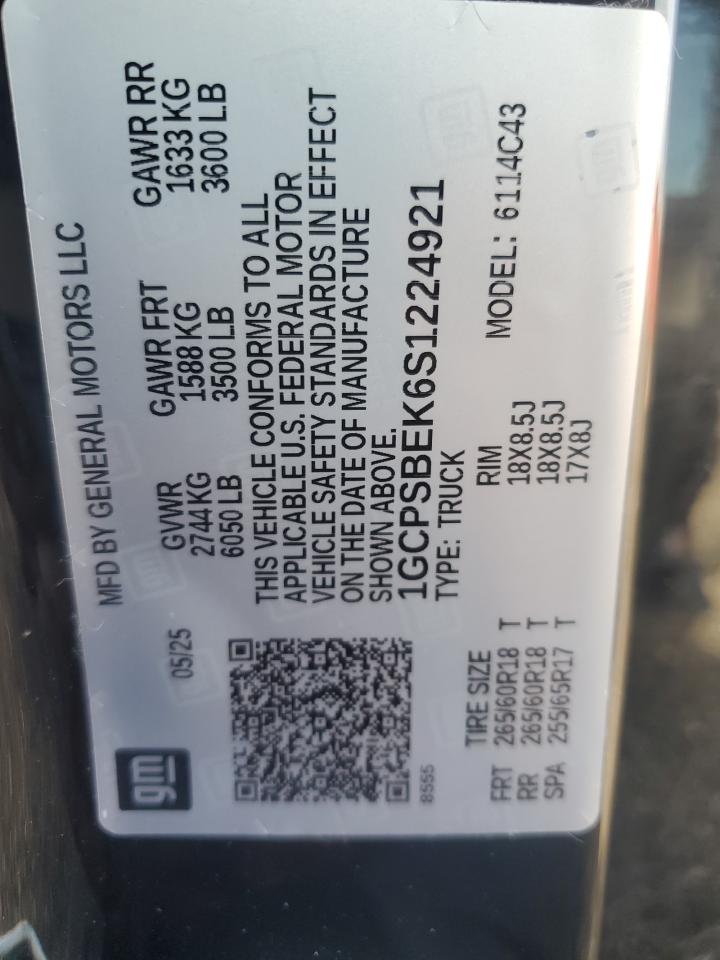 gm
MFD BY GENERAL MOTORS LLC
05/25
GVWR GAWR FRT GAWR RR
2744 KG 1588 KG 1633 KG
6050 LB 3500 LB 3600 LB
THIS VEHICLE CONFORMS TO ALL
APPLICABLE U.S. FEDERAL MOTOR
VEHICLE SAFETY STANDARDS IN EFFECT
ON THE DATE OF MANUFACTURE
SHOWN ABOVE.
1GCPSBEK6S1224921
TYPE: TRUCK
8555
MODEL: 6114C43
TIRE SIZE RIM
FRT 265/60R18 T 18X8.5J
RR 265/60R18 T 18X8.5J
SPA 255/65R17 T 17X8J